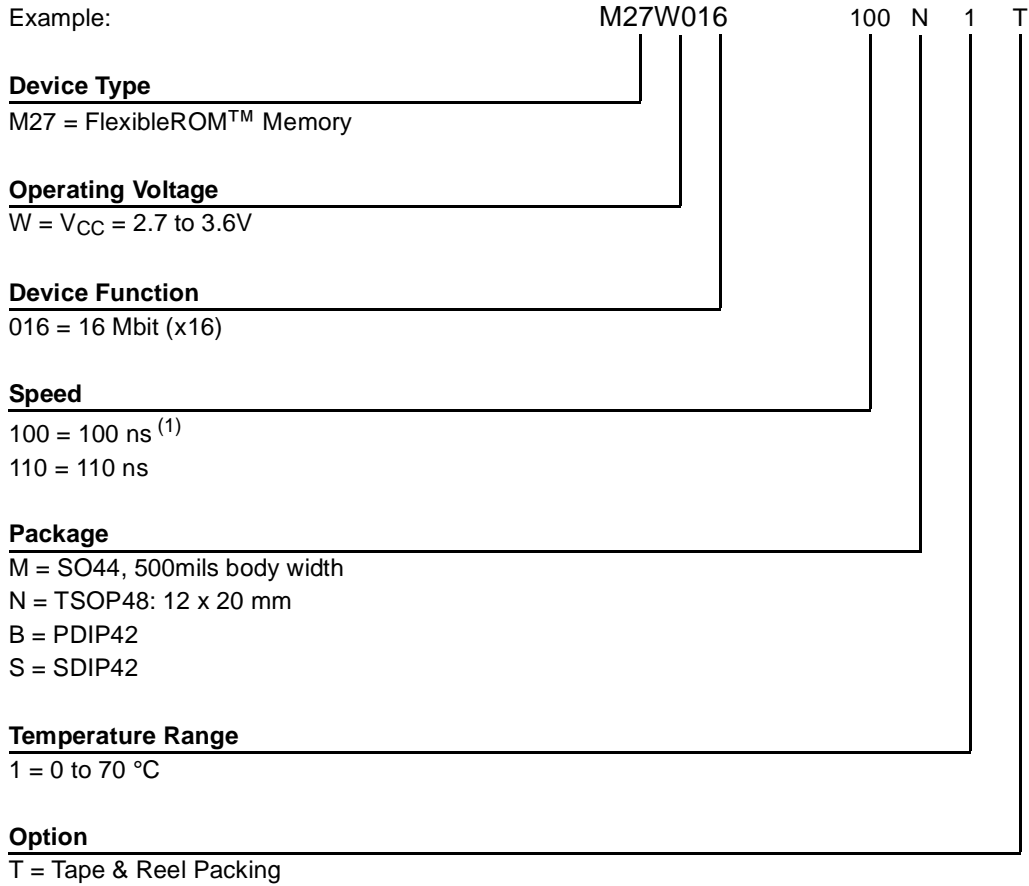 Example: M27W016 100 N 1 T
Device Type
M27 = FlexibleROM™ Memory
Operating Voltage
W = VCC = 2.7 to 3.6V
Device Function
016 = 16 Mbit (x16)
Speed
100 = 100 ns (1)
110 = 110 ns
Package
M = SO44, 500mils body width
N = TSOP48: 12 x 20 mm
B = PDIP42
S = SDIP42
Temperature Range
1 = 0 to 70 °C
Option
T = Tape & Reel Packing